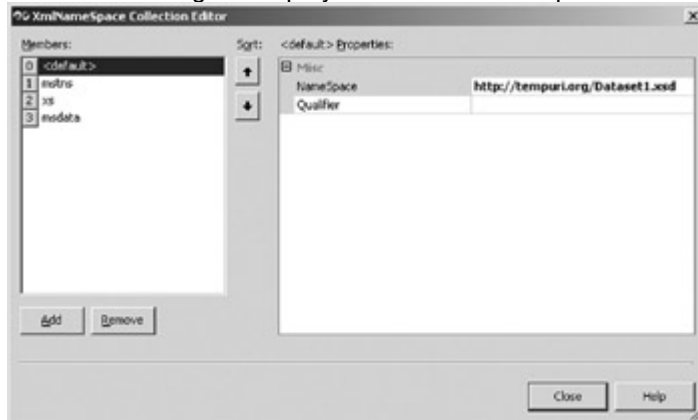 XmlNameSpace Collection Editor
Members:
Sort:
<default> Properties:
0 <default>
1 mstns
2 xs
3 msdata
Misc
NameSpace http://tempuri.org/Dataset1.xsd
Qualifier
Add Remove
Close Help